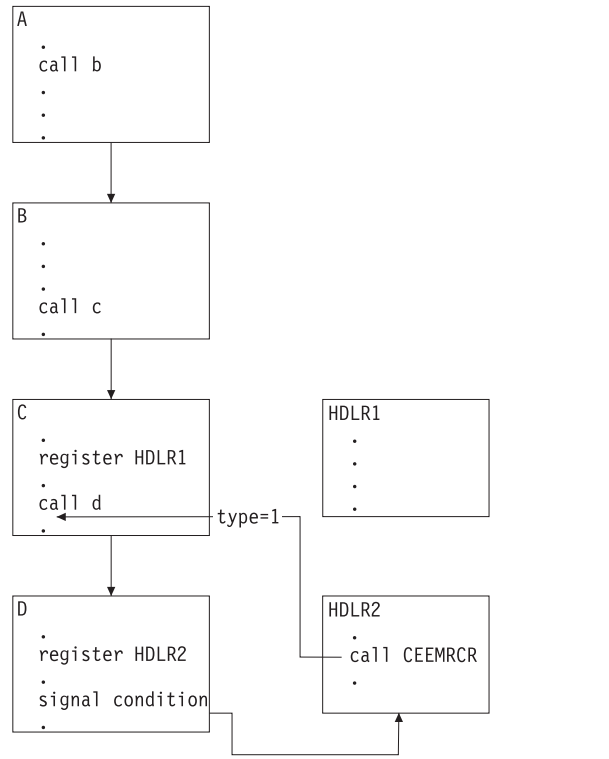 A
.
call b
.
.
.
B
.
.
.
call c
.
C
.
register HDLR1
.
call d
.
type=1
HDLR1
.
.
.
.
D
.
register HDLR2
.
signal condition
.
HDLR2
.
call CEEMRCR
.